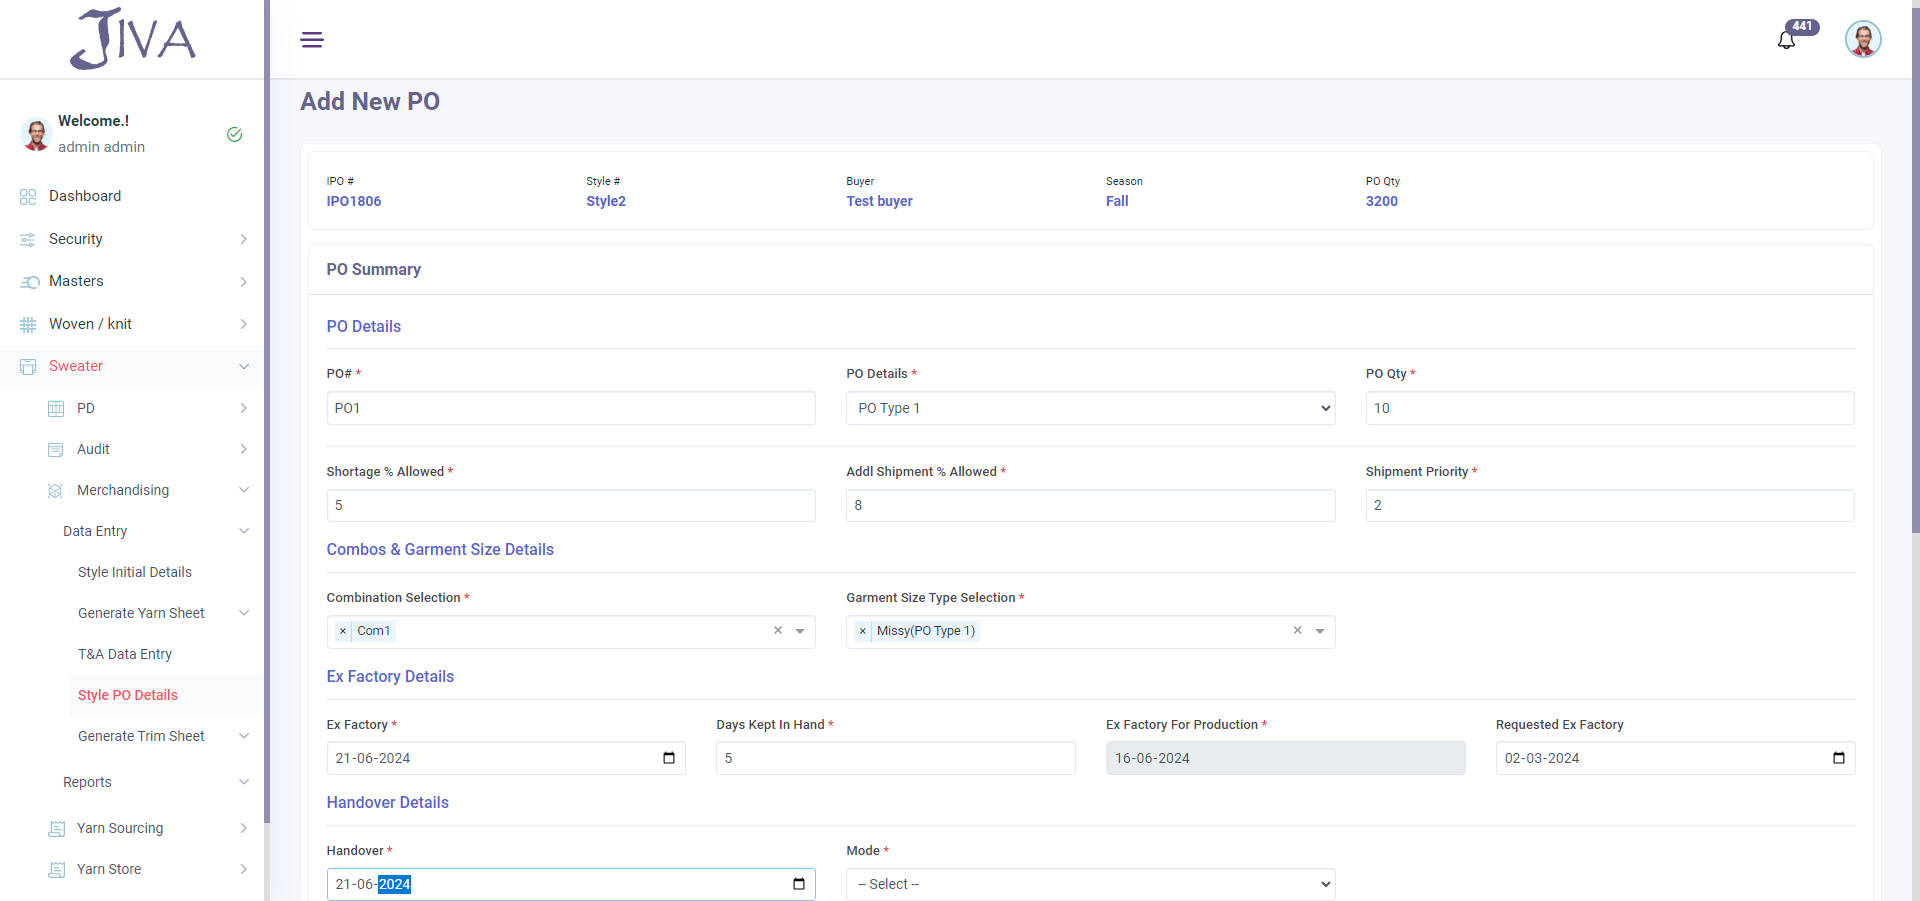 JIVA
441
Welcome.!
admin admin
Dashboard
Security
Masters
Woven / knit
Sweater
PD
Audit
Merchandising
Data Entry
Style Initial Details
Generate Yarn Sheet
T&A Data Entry
Style PO Details
Generate Trim Sheet
Reports
Yarn Sourcing
Yarn Store
Add New PO
IPO # Style # Buyer Season PO Qty
IPO1806 Style2 Test buyer Fall 3200
PO Summary
PO Details
PO# * PO Details * PO Qty *
PO1 PO Type 1 10
Shortage % Allowed * Addl Shipment % Allowed * Shipment Priority *
5 8 2
Combos & Garment Size Details
Combination Selection * Garment Size Type Selection *
× Com1 × × Missy(PO Type 1) ×
Ex Factory Details
Ex Factory * Days Kept In Hand * Ex Factory For Production * Requested Ex Factory
21-06-2024 5 16-06-2024 02-03-2024
Handover Details
Handover * Mode *
21-06-2024 -- Select --